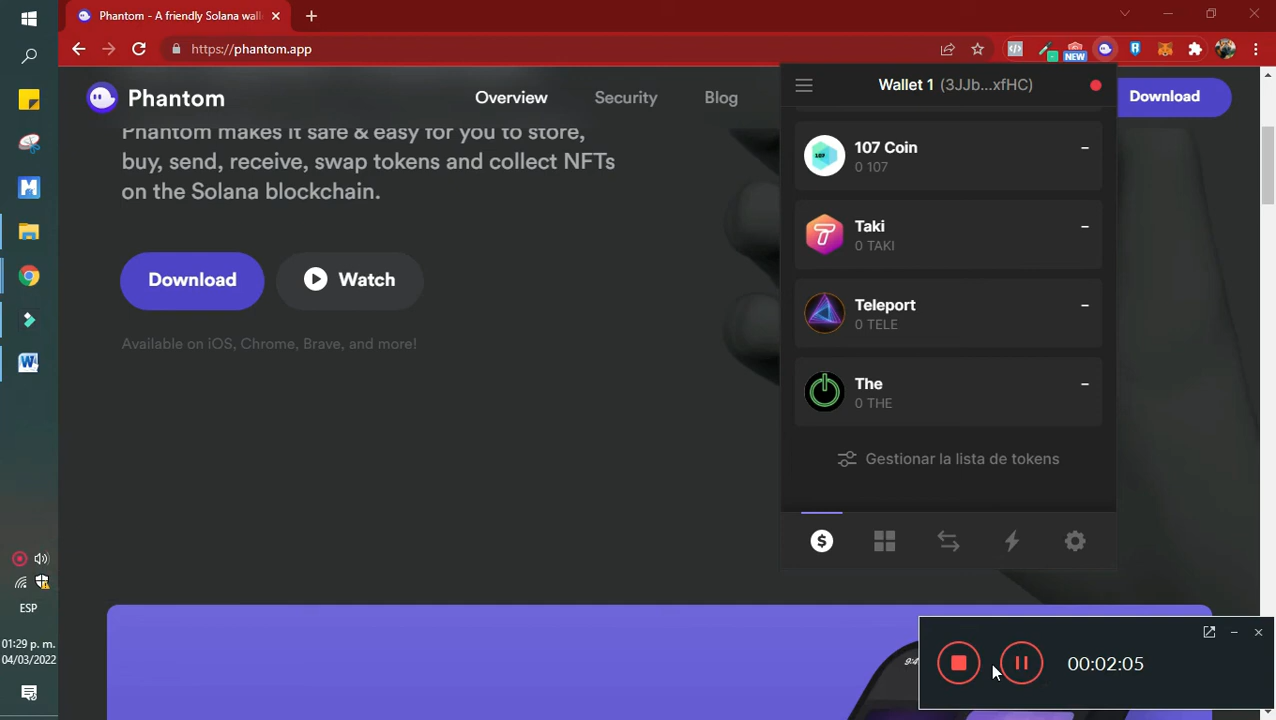 Phantom - A friendly Solana wall
https://phantom.app
NEW
Phantom
Overview
Security
Blog
Download
Phantom makes it safe & easy for you to store,
buy, send, receive, swap tokens and collect NFTs
on the Solana blockchain.
Download
Watch
Available on iOS, Chrome, Brave, and more!
Wallet 1 (3JJb...xfHC)
107 Coin
–
0 107
Taki
–
0 TAKI
Teleport
–
0 TELE
The
–
0 THE
Gestionar la lista de tokens
00:02:05
9:4
ESP
01:29 p. m.
04/03/2022